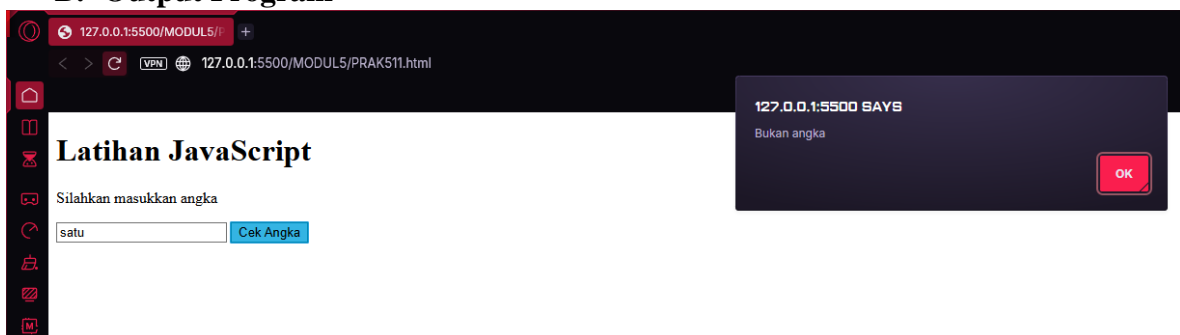 B. Output Program
127.0.0.1:5500/MODUL5/P
VPN 127.0.0.1:5500/MODUL5/PRAK511.html
127.0.0.1:5500 SAYS
Bukan angka
OK
Latihan JavaScript
Silahkan masukkan angka
satu Cek Angka
M